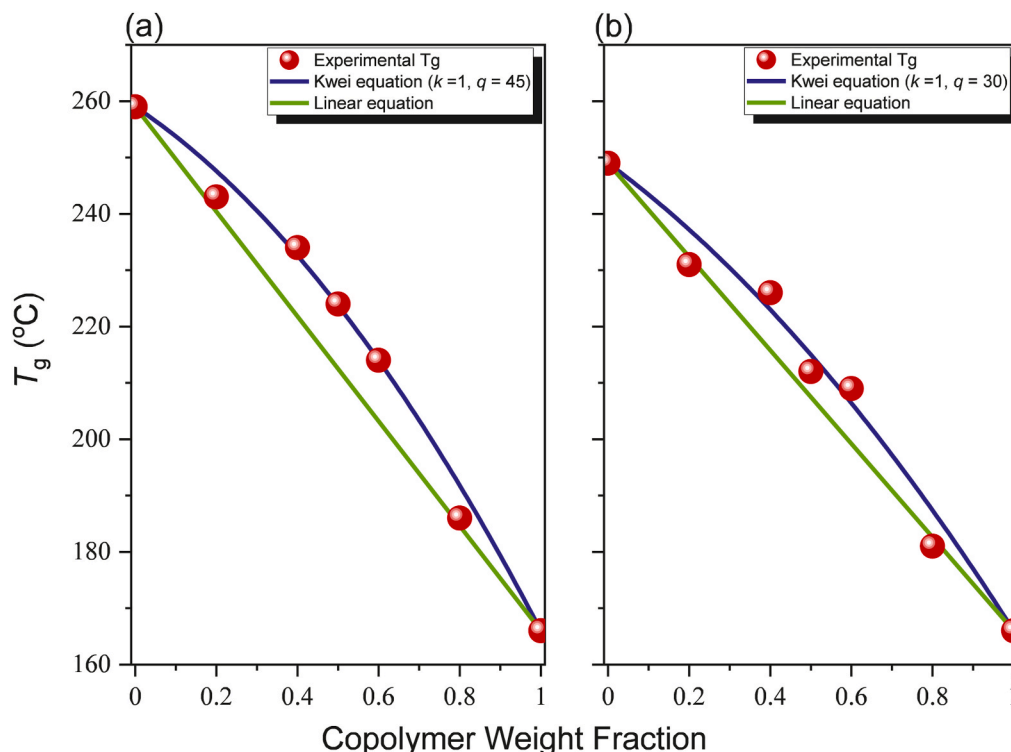 (a)
(b)
Experimental Tg
Kwei equation (k =1, q = 45)
Linear equation
Experimental Tg
Kwei equation (k =1, q = 30)
Linear equation
260
240
220
200
180
160
Tg (oC)
0 0.2 0.4 0.6 0.8 1
0 0.2 0.4 0.6 0.8 1
Copolymer Weight Fraction